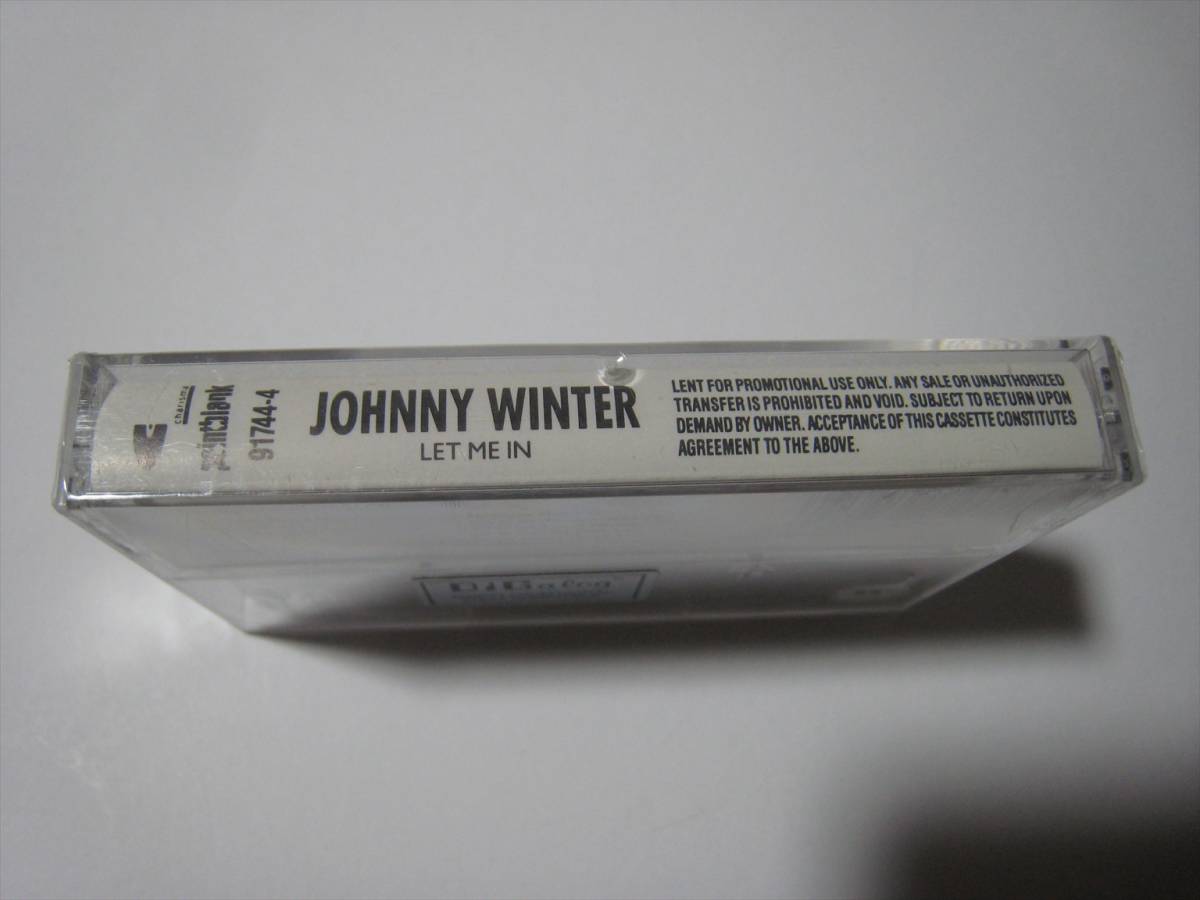 charisma
pointblank
91744-4
JOHNNY WINTER
LET ME IN
LENT FOR PROMOTIONAL USE ONLY. ANY SALE OR UNAUTHORIZED
TRANSFER IS PROHIBITED AND VOID. SUBJECT TO RETURN UPON
DEMAND BY OWNER. ACCEPTANCE OF THIS CASSETTE CONSTITUTES
AGREEMENT TO THE ABOVE.